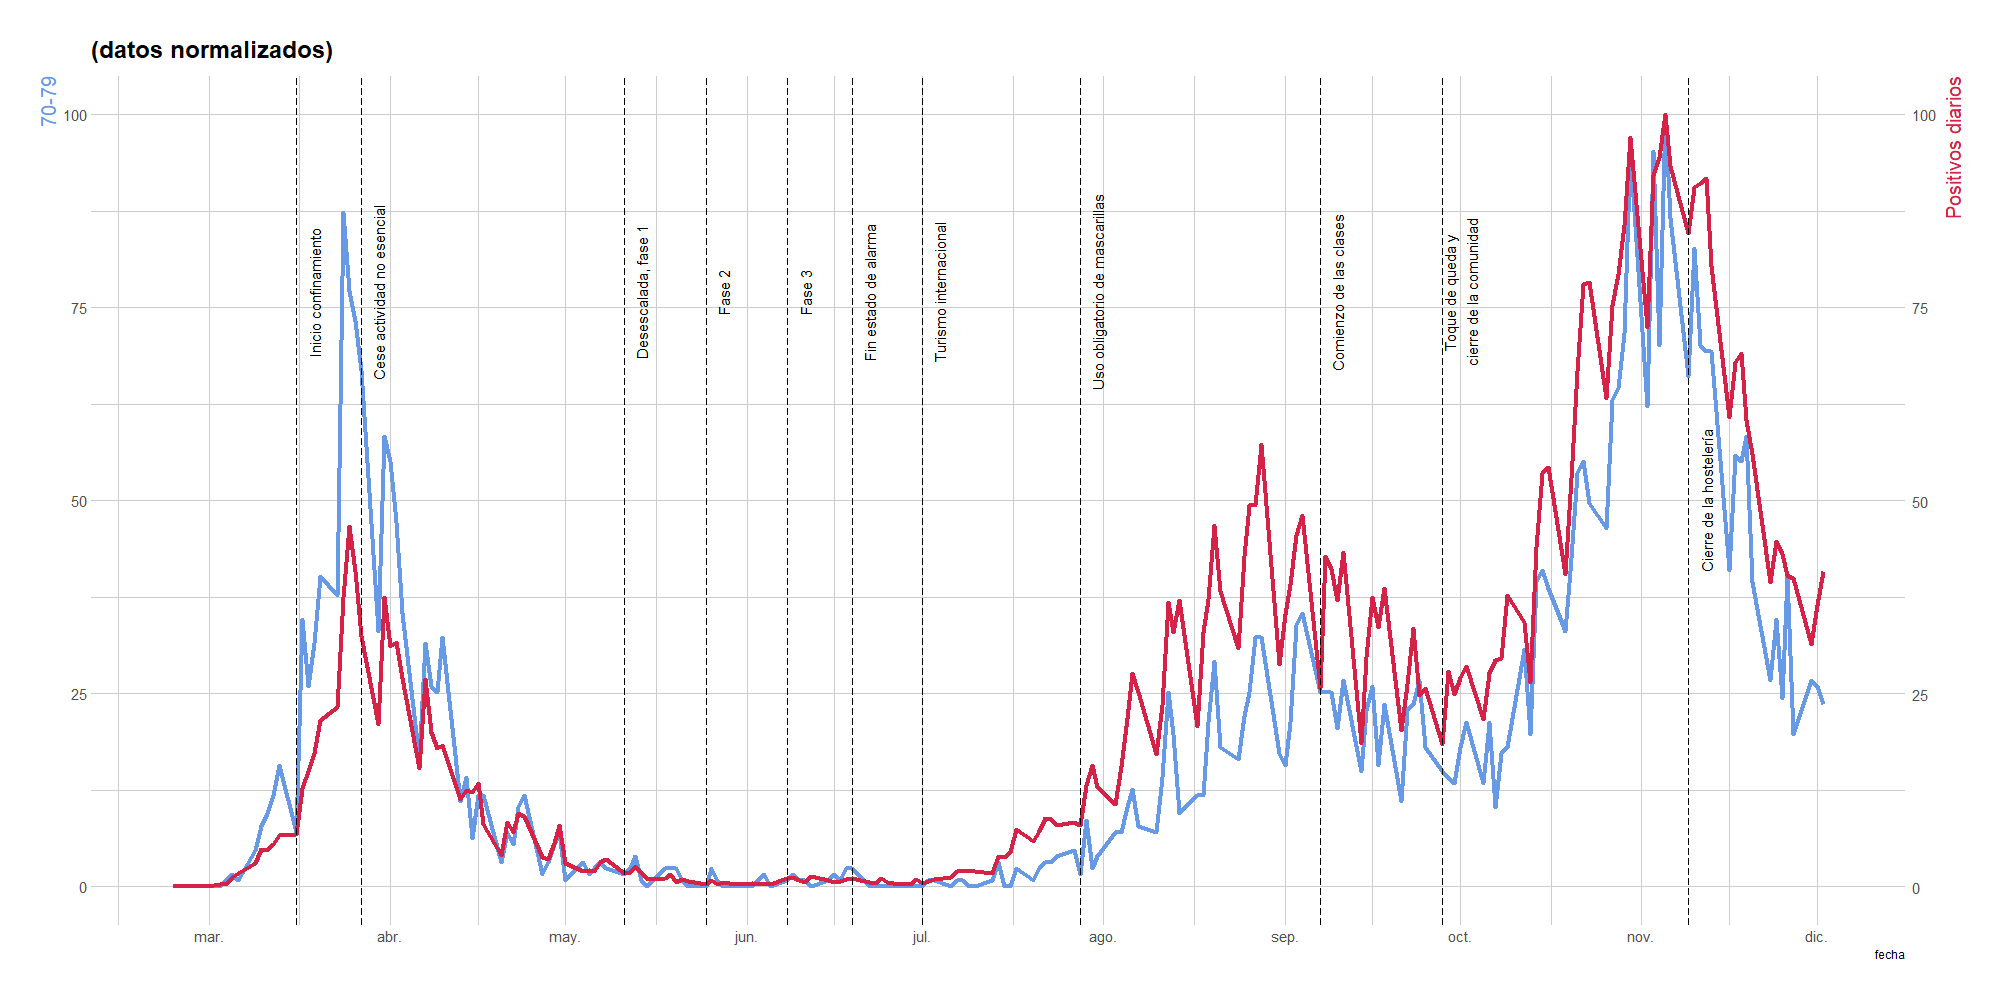 (datos normalizados)
70-79
Positivos diarios
100
75
50
25
0
100
75
50
25
0
Inicio confinamiento
Cese actividad no esencial
Desescalada, fase 1
Fase 2
Fase 3
Fin estado de alarma
Turismo internacional
Uso obligatorio de mascarillas
Comienzo de las clases
Toque de queda y
cierre de la comunidad
Cierre de la hostelería
mar.
abr.
may.
jun.
jul.
ago.
sep.
oct.
nov.
dic.
fecha